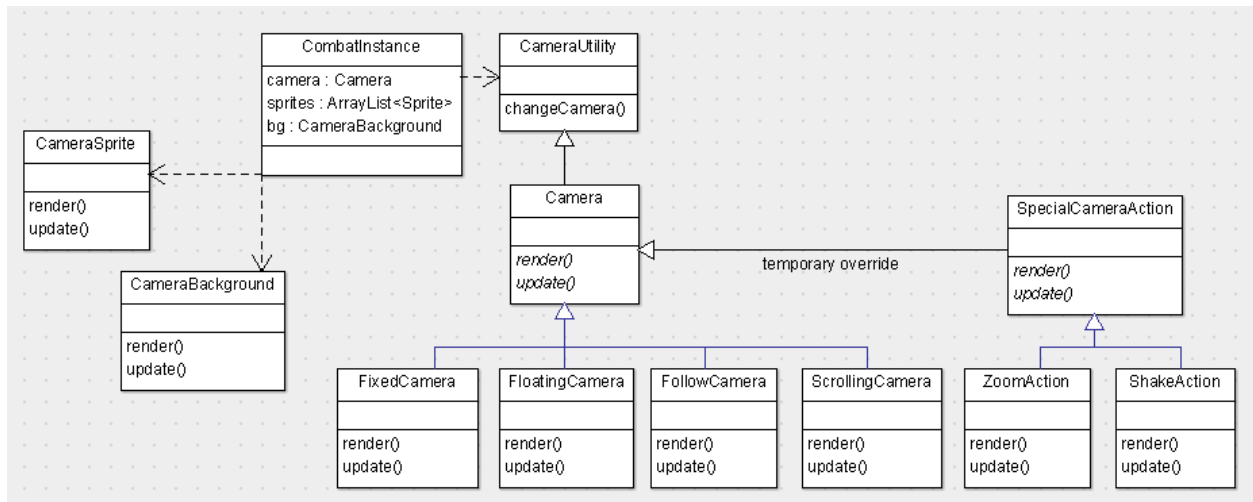 CombatInstance
camera : Camera
sprites : ArrayList<Sprite>
bg : CameraBackground
CameraUtility
changeCamera()
CameraSprite
render()
update()
CameraBackground
render()
update()
Camera
render()
update()
SpecialCameraAction
render()
update()
temporary override
FixedCamera
render()
update()
FloatingCamera
render()
update()
FollowCamera
render()
update()
ScrollingCamera
render()
update()
ZoomAction
render()
update()
ShakeAction
render()
update()